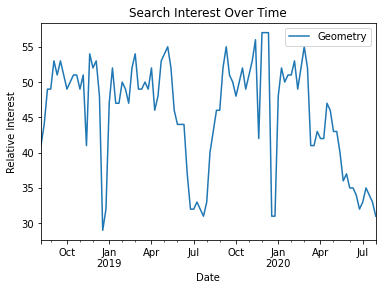 Search Interest Over Time
Geometry
Relative Interest
55
50
45
40
35
30
Oct Jan Apr Jul Oct Jan Apr Jul
2019 2020
Date